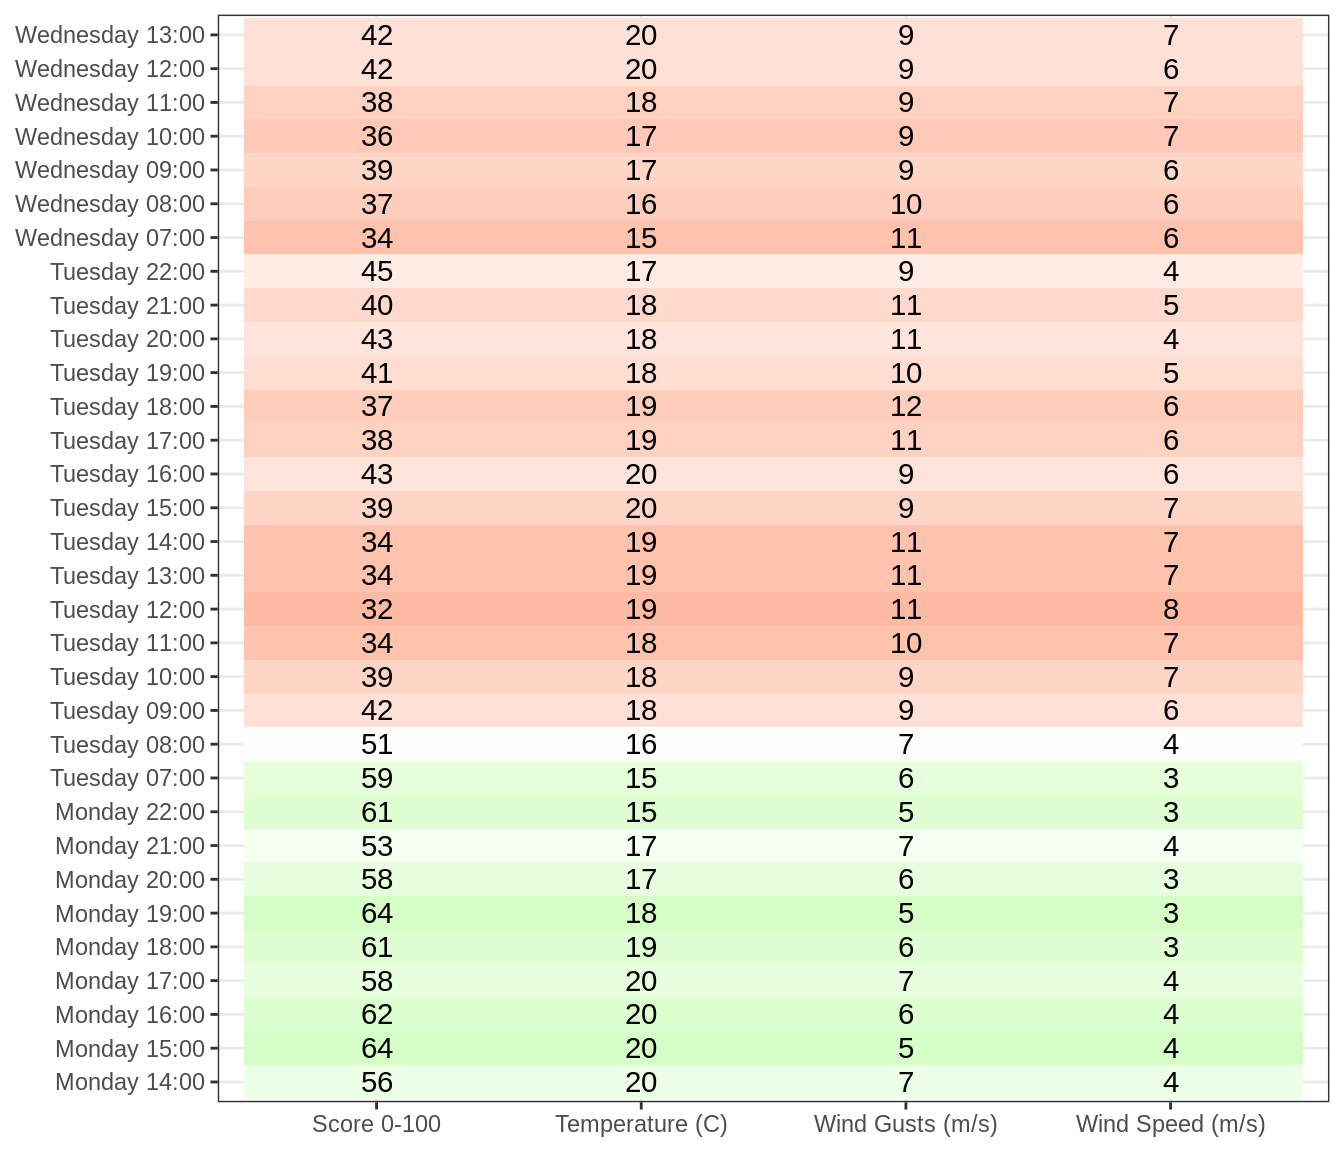 Wednesday 13:00 42 20 9 7
Wednesday 12:00 42 20 9 6
Wednesday 11:00 38 18 9 7
Wednesday 10:00 36 17 9 7
Wednesday 09:00 39 17 9 6
Wednesday 08:00 37 16 10 6
Wednesday 07:00 34 15 11 6
Tuesday 22:00 45 17 9 4
Tuesday 21:00 40 18 11 5
Tuesday 20:00 43 18 11 4
Tuesday 19:00 41 18 10 5
Tuesday 18:00 37 19 12 6
Tuesday 17:00 38 19 11 6
Tuesday 16:00 43 20 9 6
Tuesday 15:00 39 20 9 7
Tuesday 14:00 34 19 11 7
Tuesday 13:00 34 19 11 7
Tuesday 12:00 32 19 11 8
Tuesday 11:00 34 18 10 7
Tuesday 10:00 39 18 9 7
Tuesday 09:00 42 18 9 6
Tuesday 08:00 51 16 7 4
Tuesday 07:00 59 15 6 3
Monday 22:00 61 15 5 3
Monday 21:00 53 17 7 4
Monday 20:00 58 17 6 3
Monday 19:00 64 18 5 3
Monday 18:00 61 19 6 3
Monday 17:00 58 20 7 4
Monday 16:00 62 20 6 4
Monday 15:00 64 20 5 4
Monday 14:00 56 20 7 4
Score 0-100 Temperature (C) Wind Gusts (m/s) Wind Speed (m/s)